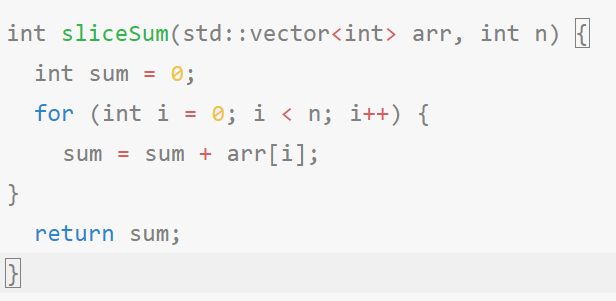 int sliceSum(std::vector<int> arr, int n) {
  int sum = 0;
  for (int i = 0; i < n; i++) {
    sum = sum + arr[i];
}
  return sum;
}